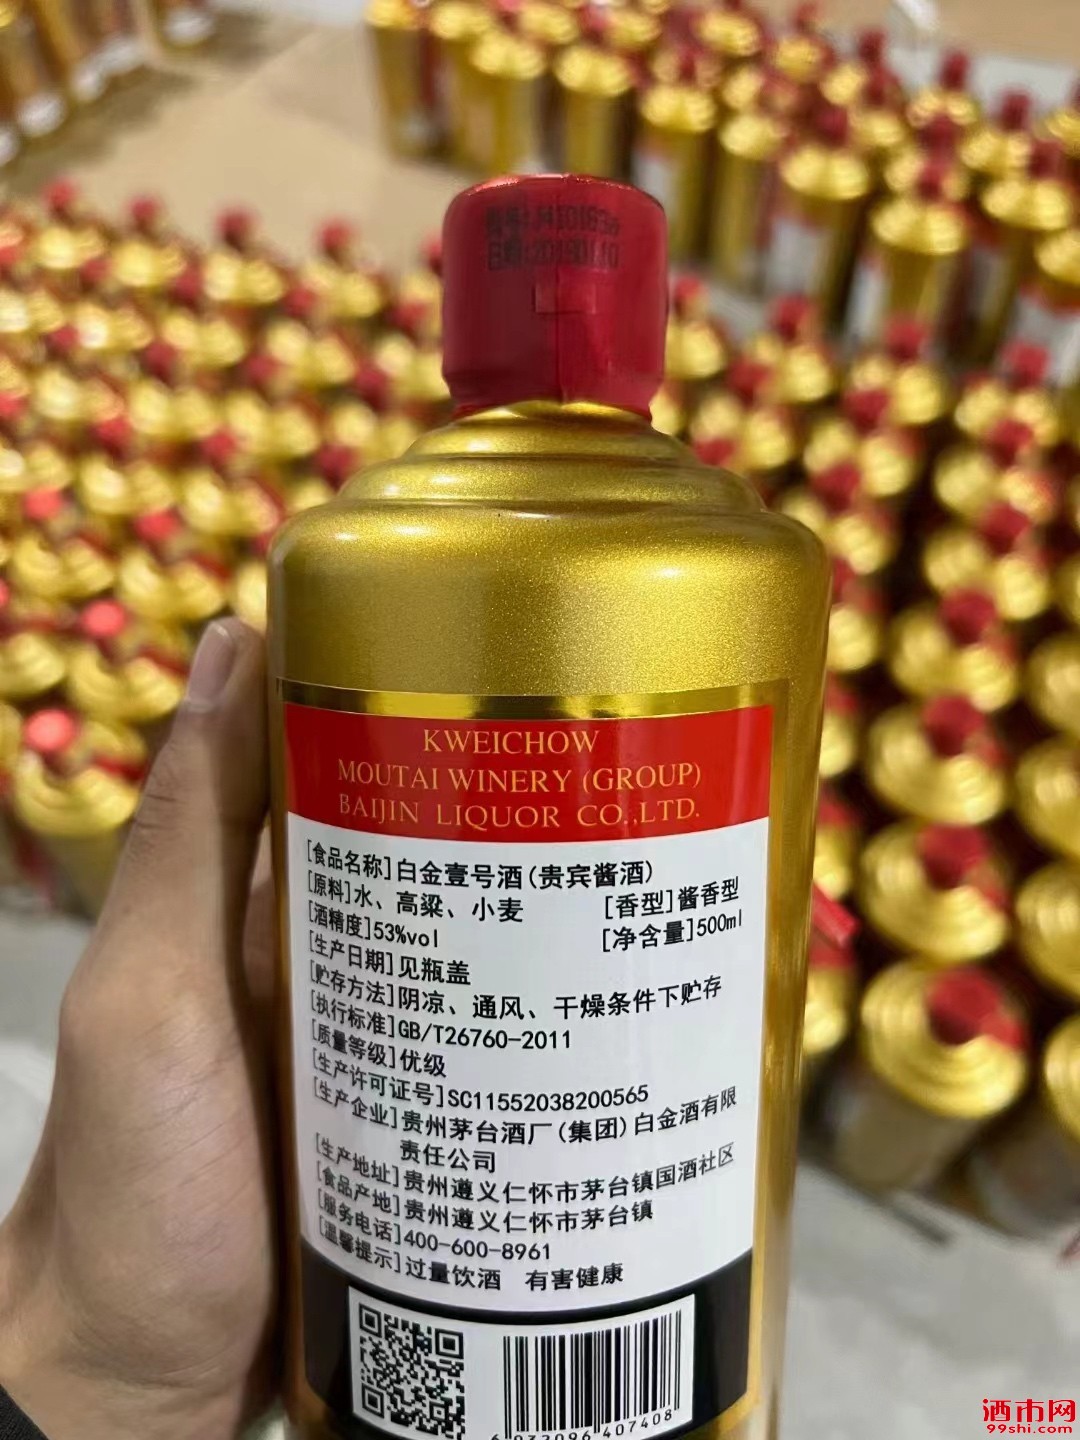 KWEICHOW
MOUTAI WINERY (GROUP)
BAIJIN LIQUOR CO.,LTD.
[食品名称]白金壹号酒(贵宾酱酒)
[原料]水、高粱、小麦 [香型]酱香型
[酒精度]53%vol [净含量]500ml
[生产日期]见瓶盖
[贮存方法]阴凉、通风、干燥条件下贮存
[执行标准]GB/T26760-2011
[质量等级]优级
[生产许可证号]SC11552038200565
[生产企业]贵州茅台酒厂(集团)白金酒有限
责任公司
[生产地址]贵州遵义仁怀市茅台镇国酒社区
[食品产地]贵州遵义仁怀市茅台镇
[服务电话]400-600-8961
[温馨提示]过量饮酒 有害健康
酒市网
99shi.com